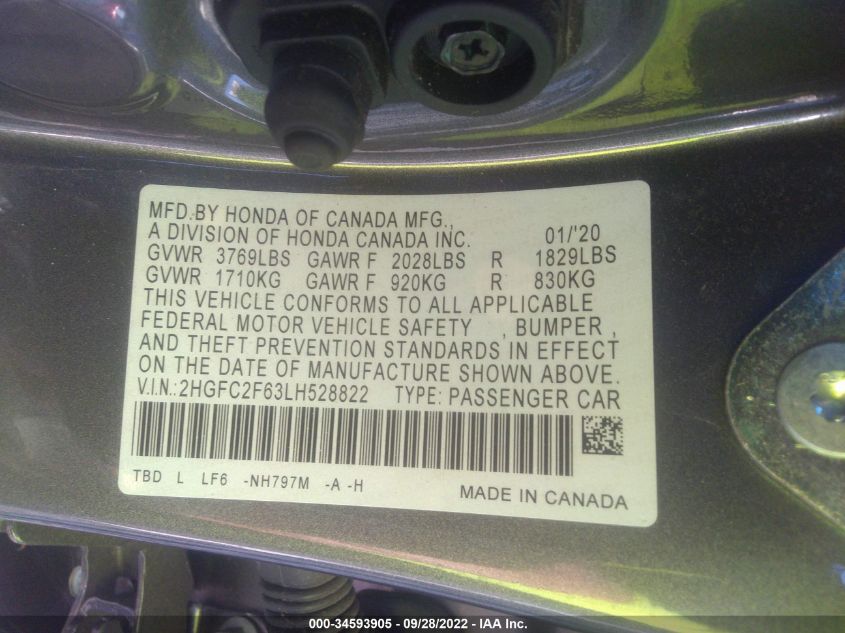 MFD.BY HONDA OF CANADA MFG.,
A DIVISION OF HONDA CANADA INC. 01/'20
GVWR 3769LBS GAWR F 2028LBS R 1829LBS
GVWR 1710KG GAWR F 920KG R 830KG
THIS VEHICLE CONFORMS TO ALL APPLICABLE
FEDERAL MOTOR VEHICLE SAFETY , BUMPER ,
AND THEFT PREVENTION STANDARDS IN EFFECT
ON THE DATE OF MANUFACTURE SHOWN ABOVE.
V.I.N.:2HGFC2F63LH528822 TYPE: PASSENGER CAR
TBD L LF6 -NH797M -A -H
MADE IN CANADA
000-34593905 - 09/28/2022 - IAA Inc.